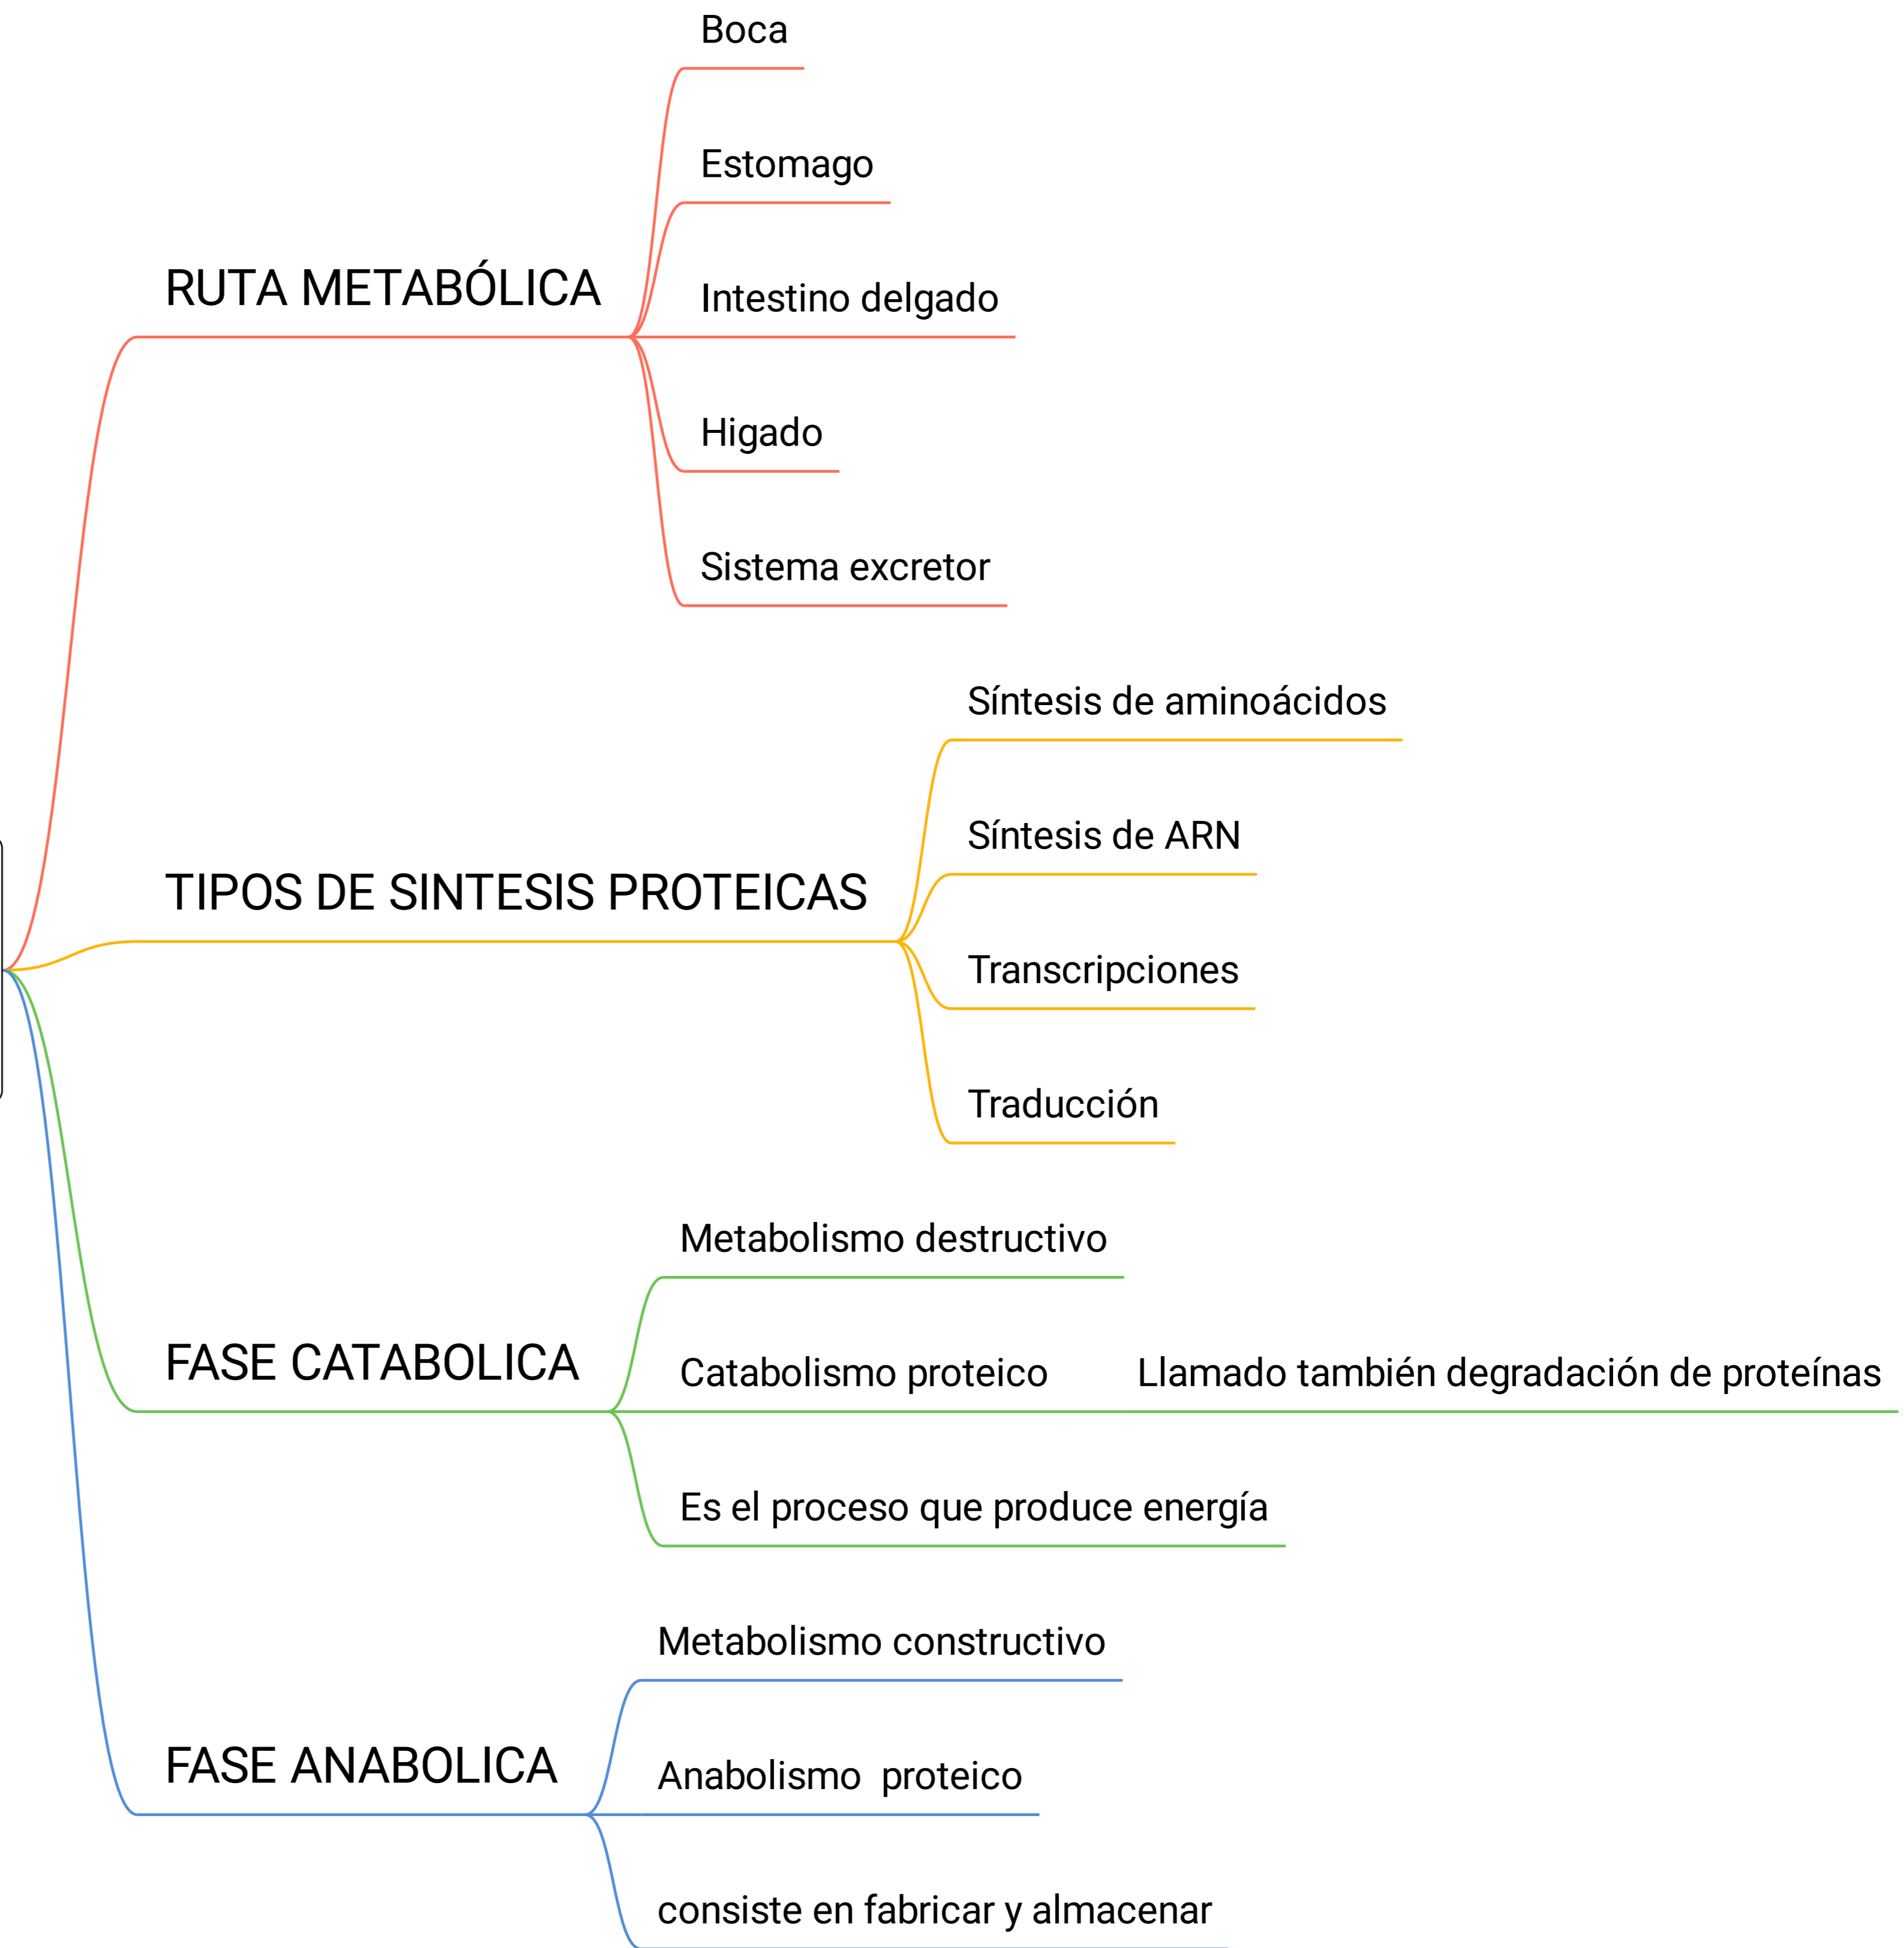 Boca
Estomago
RUTA METABÓLICA
Intestino delgado
Higado
Sistema excretor
Síntesis de aminoácidos
Síntesis de ARN
TIPOS DE SINTESIS PROTEICAS
Transcripciones
Traducción
Metabolismo destructivo
FASE CATABOLICA
Catabolismo proteico
Llamado también degradación de proteínas
Es el proceso que produce energía
Metabolismo constructivo
FASE ANABOLICA
Anabolismo  proteico
consiste en fabricar y almacenar